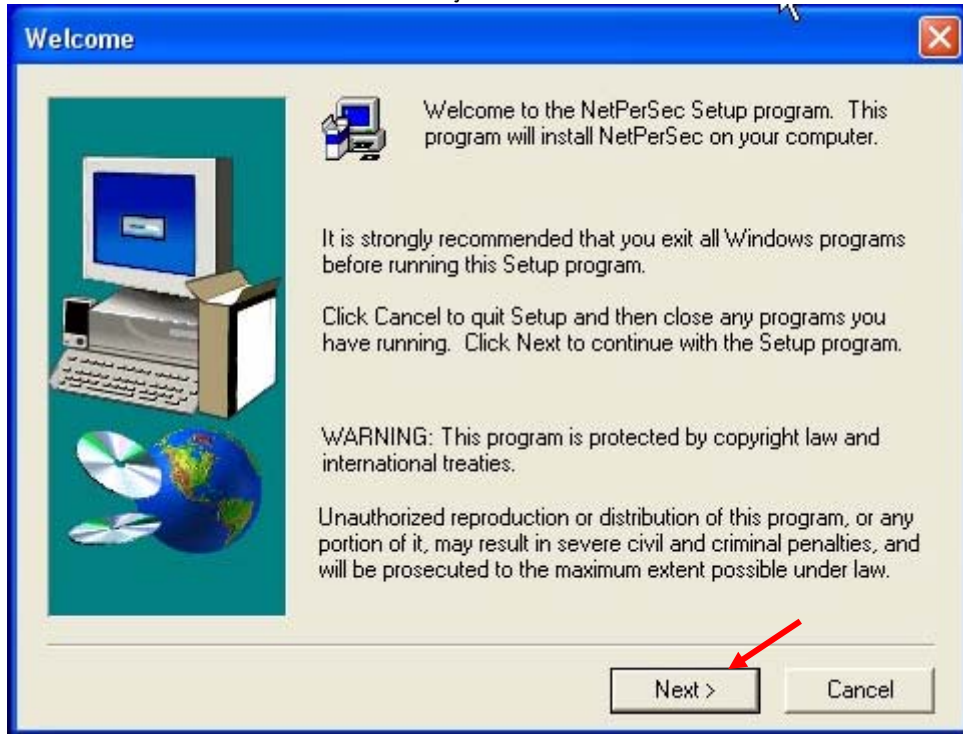 Welcome
Welcome to the NetPerSec Setup program. This
program will install NetPerSec on your computer.
It is strongly recommended that you exit all Windows programs
before running this Setup program.
Click Cancel to quit Setup and then close any programs you
have running. Click Next to continue with the Setup program.
WARNING: This program is protected by copyright law and
international treaties.
Unauthorized reproduction or distribution of this program, or any
portion of it, may result in severe civil and criminal penalties, and
will be prosecuted to the maximum extent possible under law.
Next >
Cancel